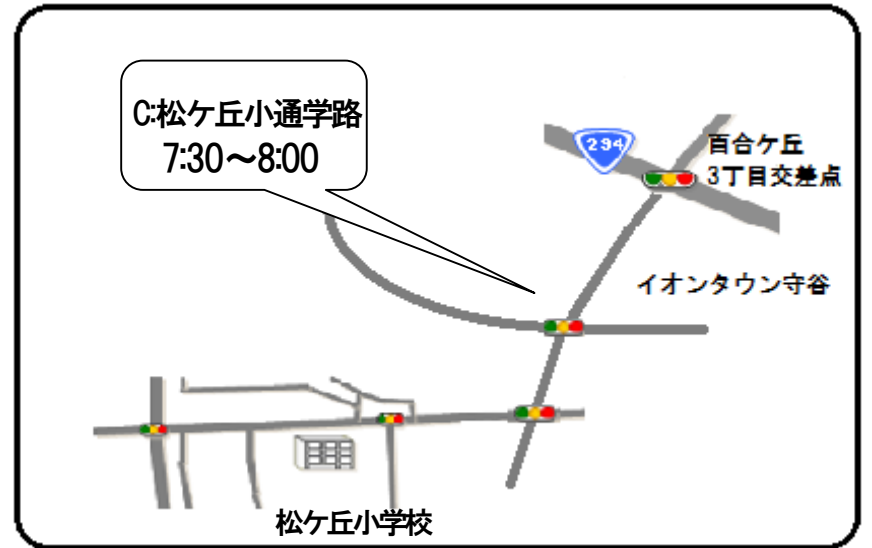 C:松ケ丘小通学路
7:30～8:00
294
百合ケ丘
3丁目交差点
イオンタウン守谷
松ケ丘小学校